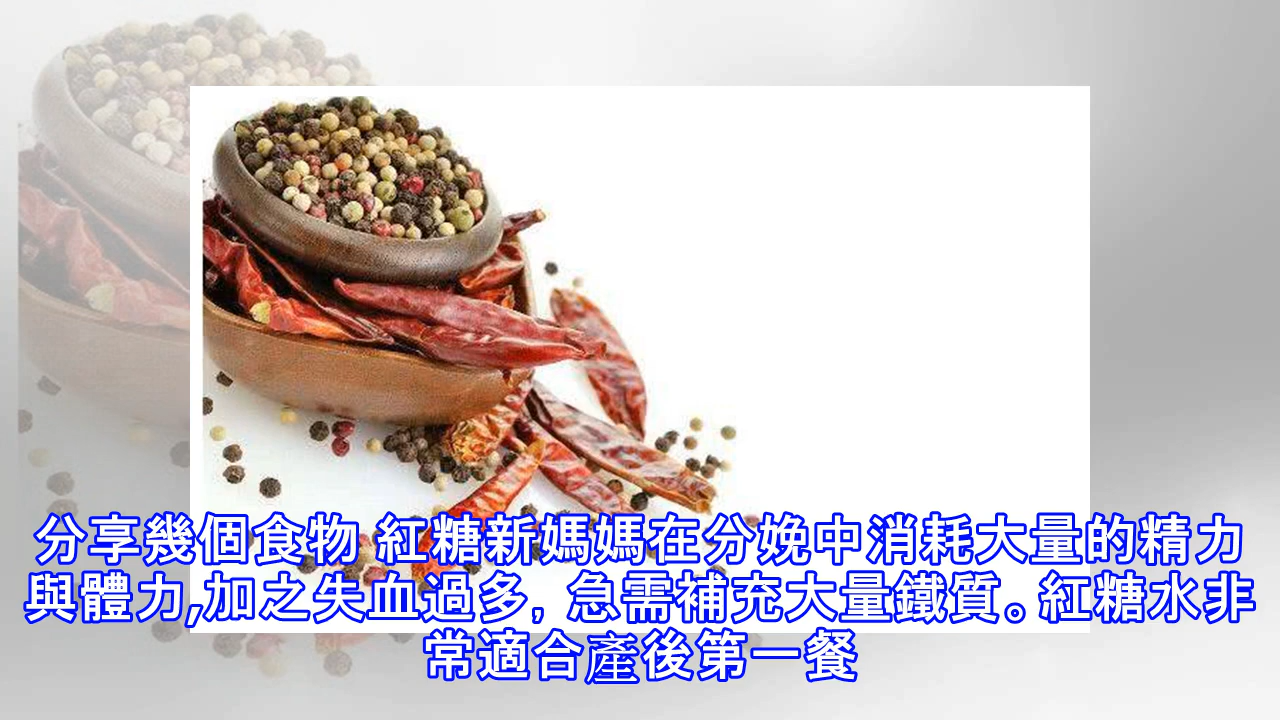 分享幾個食物 紅糖新媽媽在分娩中消耗大量的精力
與體力,加之失血過多，急需補充大量鐵質。紅糖水非
常適合產後第一餐